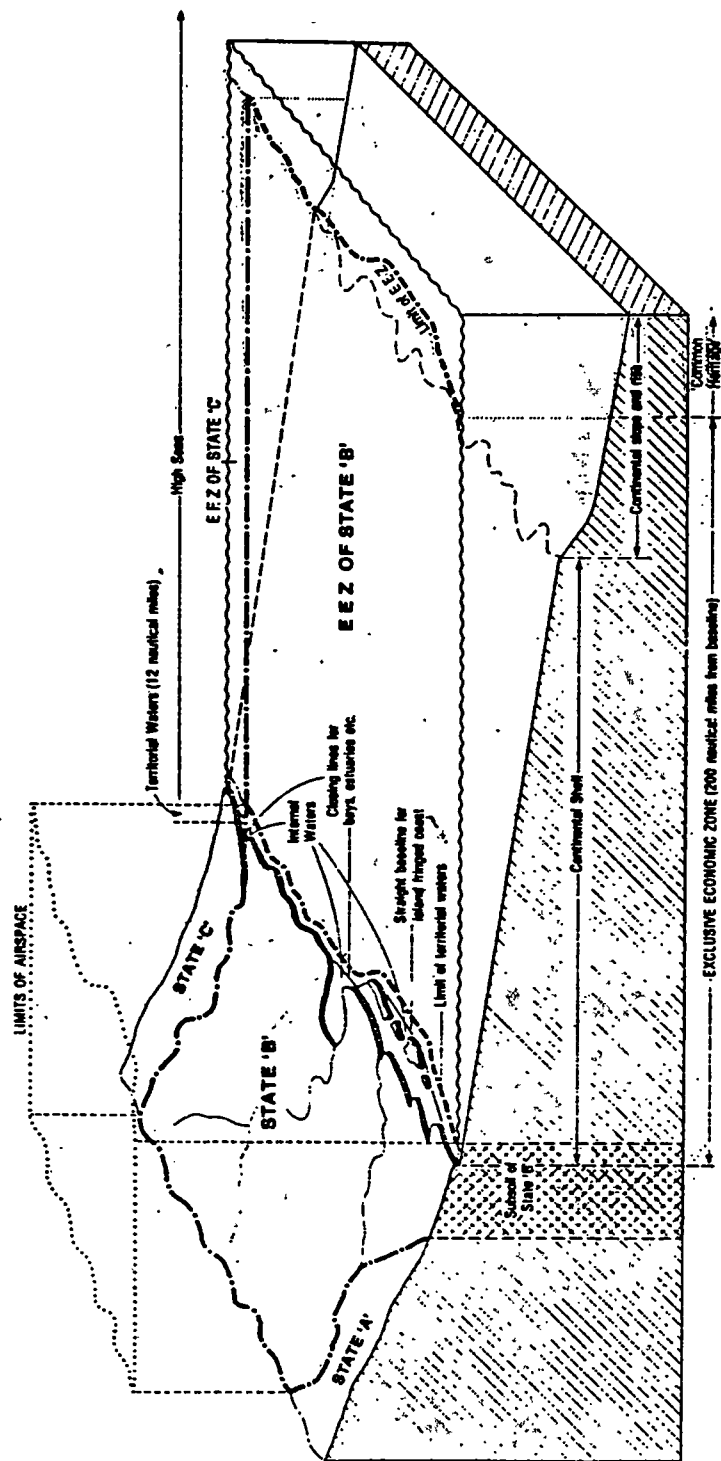 LIMITS OF AIRSPACE
Territorial Waters (12 nautical miles)
High Seas
STATE 'C'
E.F.Z OF STATE 'C'
STATE 'B'
Internal
Waters
Closing lines for
bays, estuaries etc.
E E Z OF STATE 'B'
Limit of E.E.Z
Straight baseline for
island fringed coast
Limit of territorial waters
STATE 'A'
Subsoil of
State 'B'
Continental Shelf
Continental slope and rise
'Common
Heritage'
EXCLUSIVE ECONOMIC ZONE (200 nautical miles from baseline)